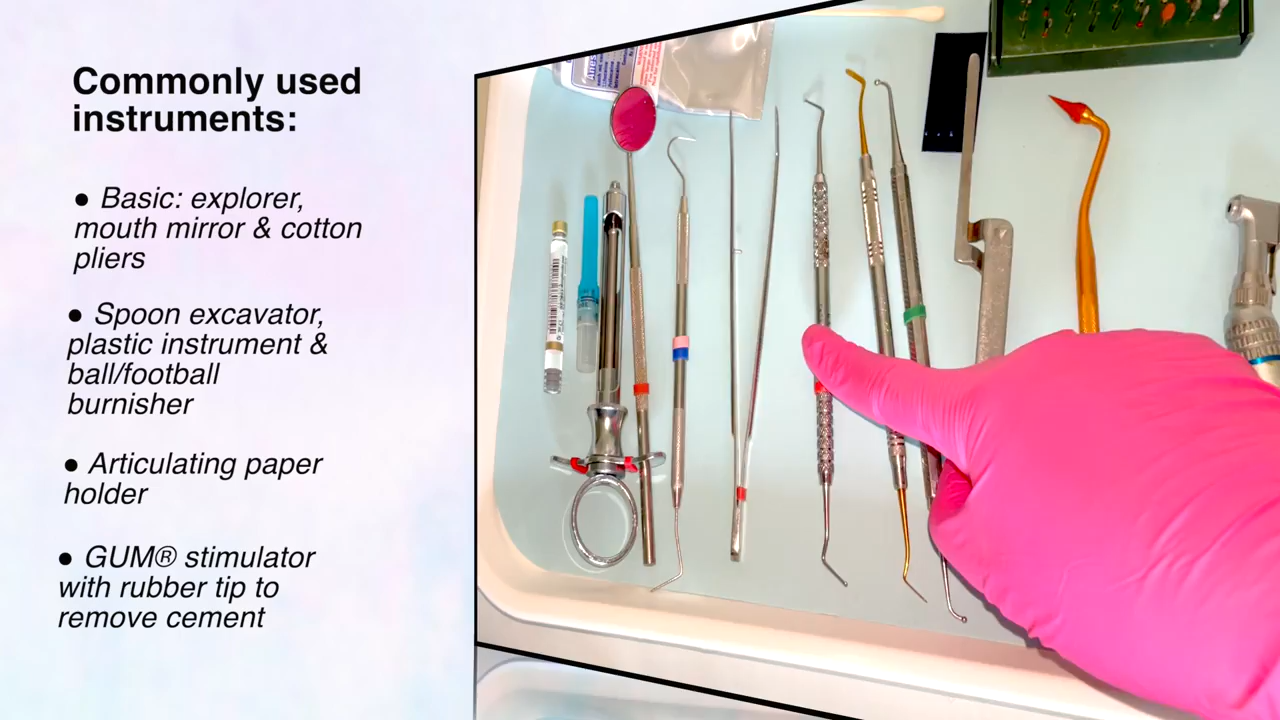 Commonly used
instruments:
● Basic: explorer,
mouth mirror & cotton
pliers
● Spoon excavator,
plastic instrument &
ball/football
burnisher
● Articulating paper
holder
● GUM® stimulator
with rubber tip to
remove cement